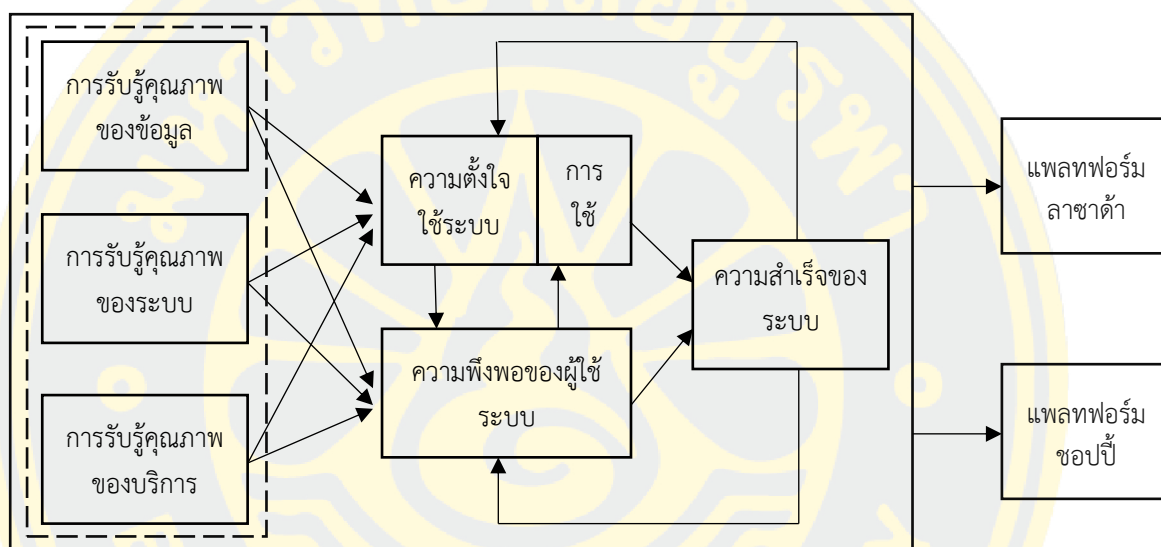 การรับรู้คุณภาพ
ของข้อมูล
การรับรู้คุณภาพ
ของระบบ
การรับรู้คุณภาพ
ของบริการ
ความตั้งใจ
ใช้ระบบ
การ
ใช้
ความพึงพอของผู้ใช้
ระบบ
ความสำเร็จของ
ระบบ
แพลทฟอร์ม
ลาซาด้า
แพลทฟอร์ม
ชอปปี้